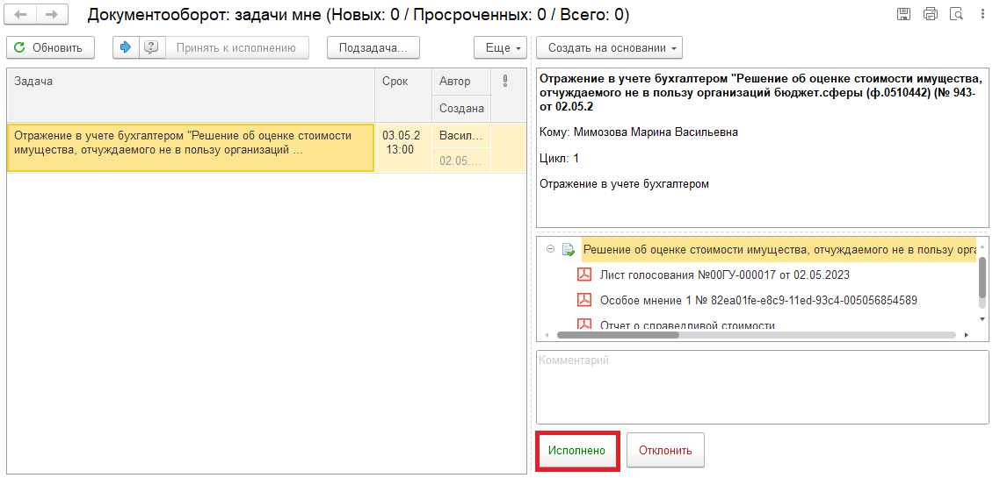 Документооборот: задачи мне (Новых: 0 / Просроченных: 0 / Всего: 0)
Обновить
Принять к исполнению
Подзадача...
Еще
Создать на основании
Задача
Срок
Автор
Создана
Отражение в учете бухгалтером "Решение об оценке стоимости
имущества, отчуждаемого не в пользу организаций ...
03.05.2
13:00
Васил...
02.05....
Отражение в учете бухгалтером "Решение об оценке стоимости имущества,
отчуждаемого не в пользу организаций бюджет.сферы (ф.0510442) (№ 943-
от 02.05.2
Кому: Мимозова Марина Васильевна
Цикл: 1
Отражение в учете бухгалтером
Решение об оценке стоимости имущества, отчуждаемого не в пользу орга
Лист голосования №00ГУ-000017 от 02.05.2023
Особое мнение 1 № 82ea01fe-e8c9-11ed-93c4-005056854589
Отчет о справедливой стоимости
Комментарий
Исполнено
Отклонить